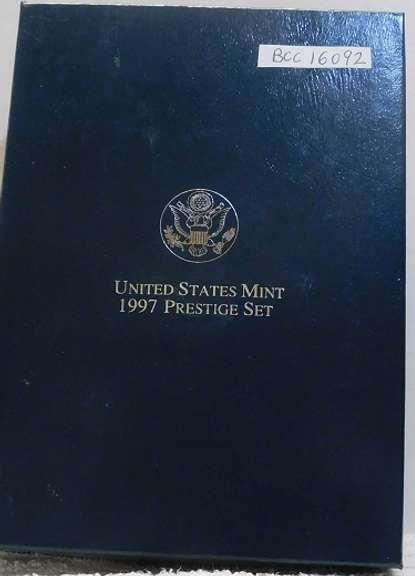 BCC 16092
UNITED STATES MINT
1997 PRESTIGE SET